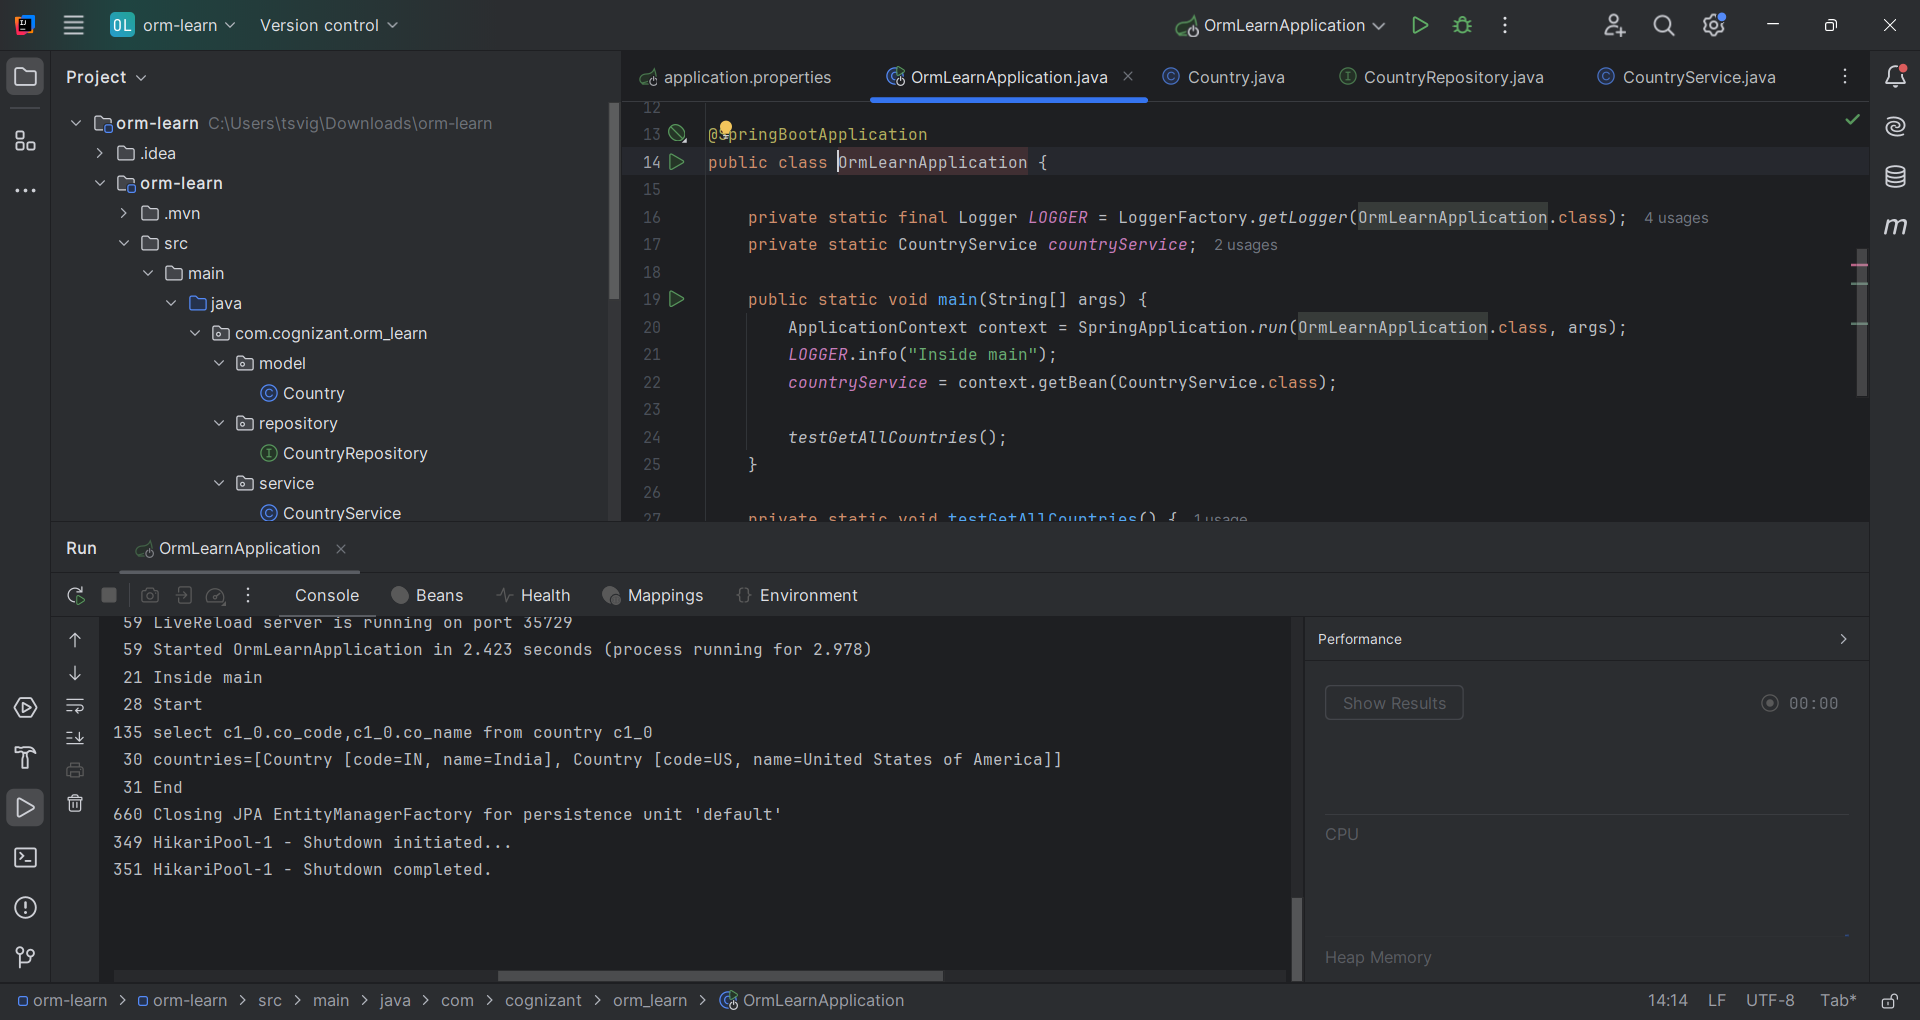 OL orm-learn Version control OrmLearnApplication
Project application.properties OrmLearnApplication.java Country.java CountryRepository.java CountryService.java
orm-learn C:\Users\tsvig\Downloads\orm-learn
.idea
orm-learn
.mvn
src
main
java
com.cognizant.orm_learn
model
Country
repository
CountryRepository
service
CountryService
12
13 @SpringBootApplication
14 public class OrmLearnApplication {
15
16 private static final Logger LOGGER = LoggerFactory.getLogger(OrmLearnApplication.class); 4 usages
17 private static CountryService countryService; 2 usages
18
19 public static void main(String[] args) {
20 ApplicationContext context = SpringApplication.run(OrmLearnApplication.class, args);
21 LOGGER.info("Inside main");
22 countryService = context.getBean(CountryService.class);
23
24 testGetAllCountries();
25 }
26
27 private static void testGetAllCountries() { 1 usage
Run OrmLearnApplication
Console Beans Health Mappings Environment
59 LiveReload server is running on port 35729
59 Started OrmLearnApplication in 2.423 seconds (process running for 2.978)
21 Inside main
28 Start
135 select c1_0.co_code,c1_0.co_name from country c1_0
30 countries=[Country [code=IN, name=India], Country [code=US, name=United States of America]]
31 End
660 Closing JPA EntityManagerFactory for persistence unit 'default'
349 HikariPool-1 - Shutdown initiated...
351 HikariPool-1 - Shutdown completed.
Performance
Show Results 00:00
CPU
Heap Memory
orm-learn > orm-learn > src > main > java > com > cognizant > orm_learn > OrmLearnApplication 14:14 LF UTF-8 Tab*